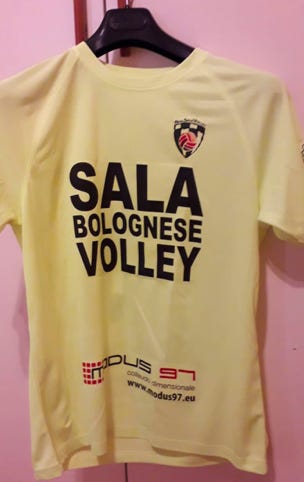 SALA
BOLOGNESE
VOLLEY
MODUS 97
collaudo dimensionale
www.modus97.eu